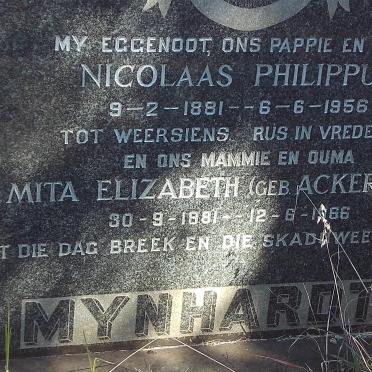 MY EGGENOOT, ONS PAPPIE EN
NICOLAAS PHILIPPU
9-2-1881--6-6-1956
TOT WEERSIENS. RUS IN VREDE
EN ONS MAMMIE EN OUMA
MITA ELIZABETH (GEB. ACKER
30-9-1881--12-6-1966
T DIE DAG BREEK EN DIE SKADUWEE
MYNHARDT